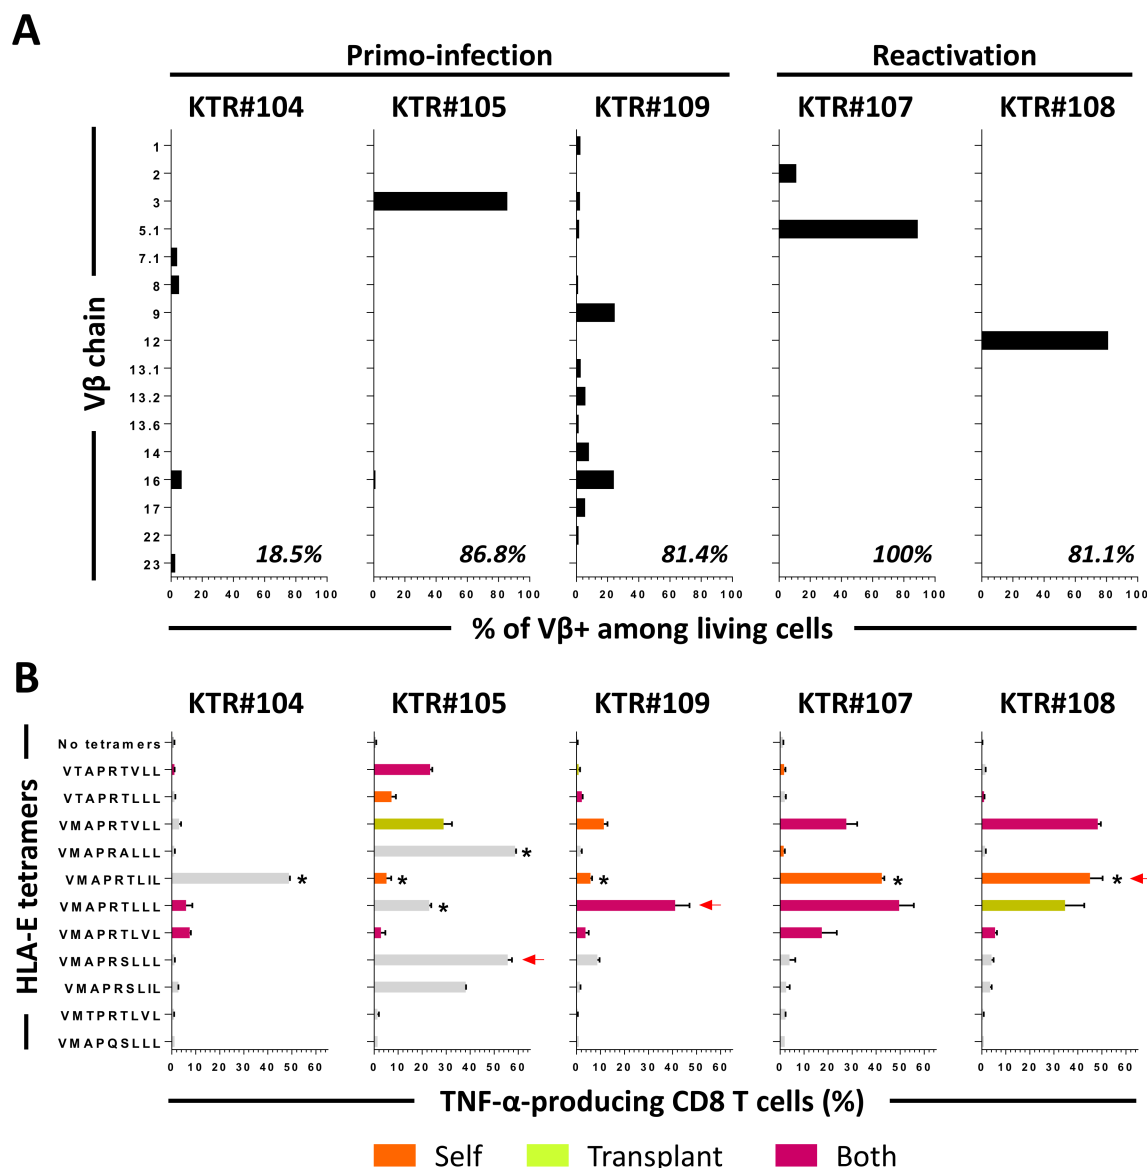 A
Primo-infection
Reactivation
KTR#104 KTR#105 KTR#109 KTR#107 KTR#108
Vβ chain
1
2
3
5.1
7.1
8
9
12
13.1
13.2
13.6
14
16
17
22
23
18.5% 86.8% 81.4% 100% 81.1%
0 20 40 60 80 100 0 20 40 60 80 100 0 20 40 60 80 100 0 20 40 60 80 100 0 20 40 60 80 100
% of Vβ+ among living cells
B
KTR#104 KTR#105 KTR#109 KTR#107 KTR#108
HLA-E tetramers
No tetramers
VTAPRTVLL
VTAPRTLLL
VMAPRTVLL
VMAPRALLL *
VMAPRTLIL * * * * *
VMAPRTLLL *
VMAPRTLVL
VMAPRSLLL
VMAPRSLIL
VMTPRTLVL
VMAPQSLLL
0 10 20 30 40 50 60 0 10 20 30 40 50 60 0 10 20 30 40 50 60 0 10 20 30 40 50 60 0 10 20 30 40 50 60
TNF-α-producing CD8 T cells (%)
Self Transplant Both